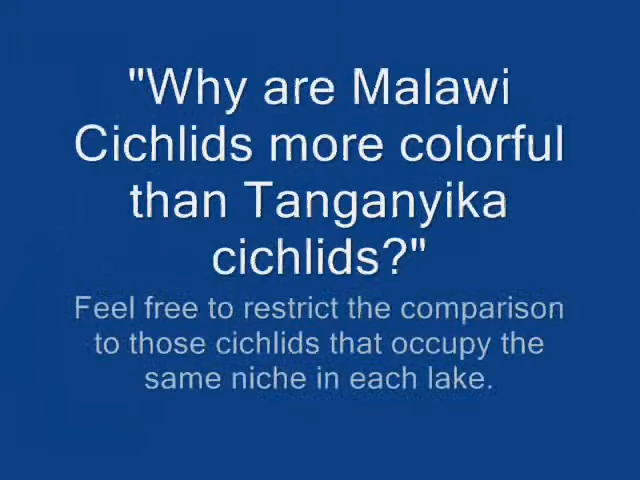 "Why are Malawi
Cichlids more colorful
than Tanganyika
cichlids?"
Feel free to restrict the comparison
to those cichlids that occupy the
same niche in each lake.